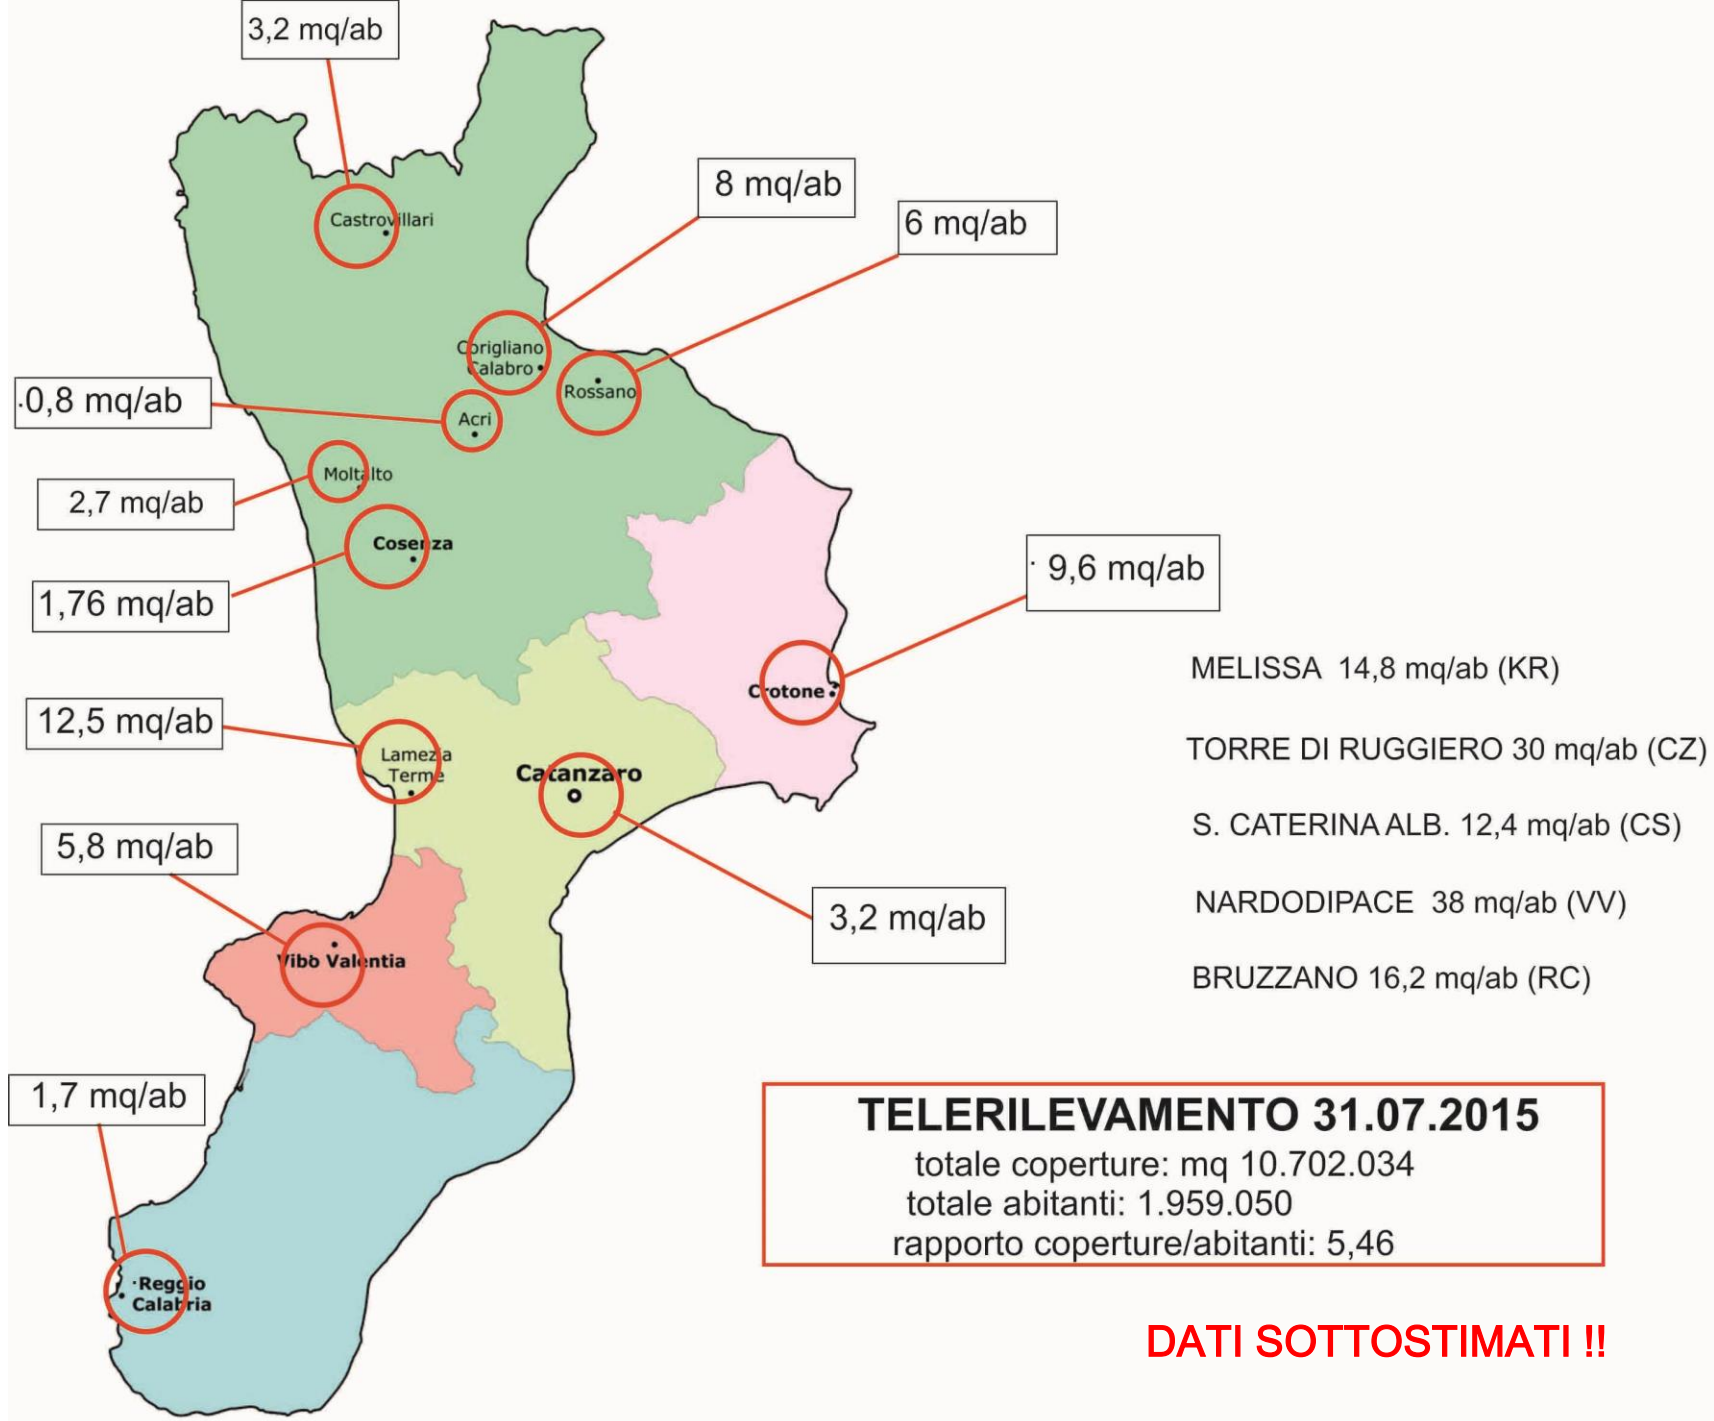 3,2 mq/ab
8 mq/ab
6 mq/ab
Castrovillari
Corigliano
Calabro
Rossano
0,8 mq/ab
Acri
Moltalto
2,7 mq/ab
Cosenza
1,76 mq/ab
9,6 mq/ab
Crotone
12,5 mq/ab
Lamezia
Terme
Catanzaro
5,8 mq/ab
3,2 mq/ab
Vibo Valentia
1,7 mq/ab
Reggio
Calabria
MELISSA 14,8 mq/ab (KR)
TORRE DI RUGGIERO 30 mq/ab (CZ)
S. CATERINA ALB. 12,4 mq/ab (CS)
NARDODIPACE 38 mq/ab (VV)
BRUZZANO 16,2 mq/ab (RC)
TELERILEVAMENTO 31.07.2015
totale coperture: mq 10.702.034
totale abitanti: 1.959.050
rapporto coperture/abitanti: 5,46
DATI SOTTOSTIMATI !!